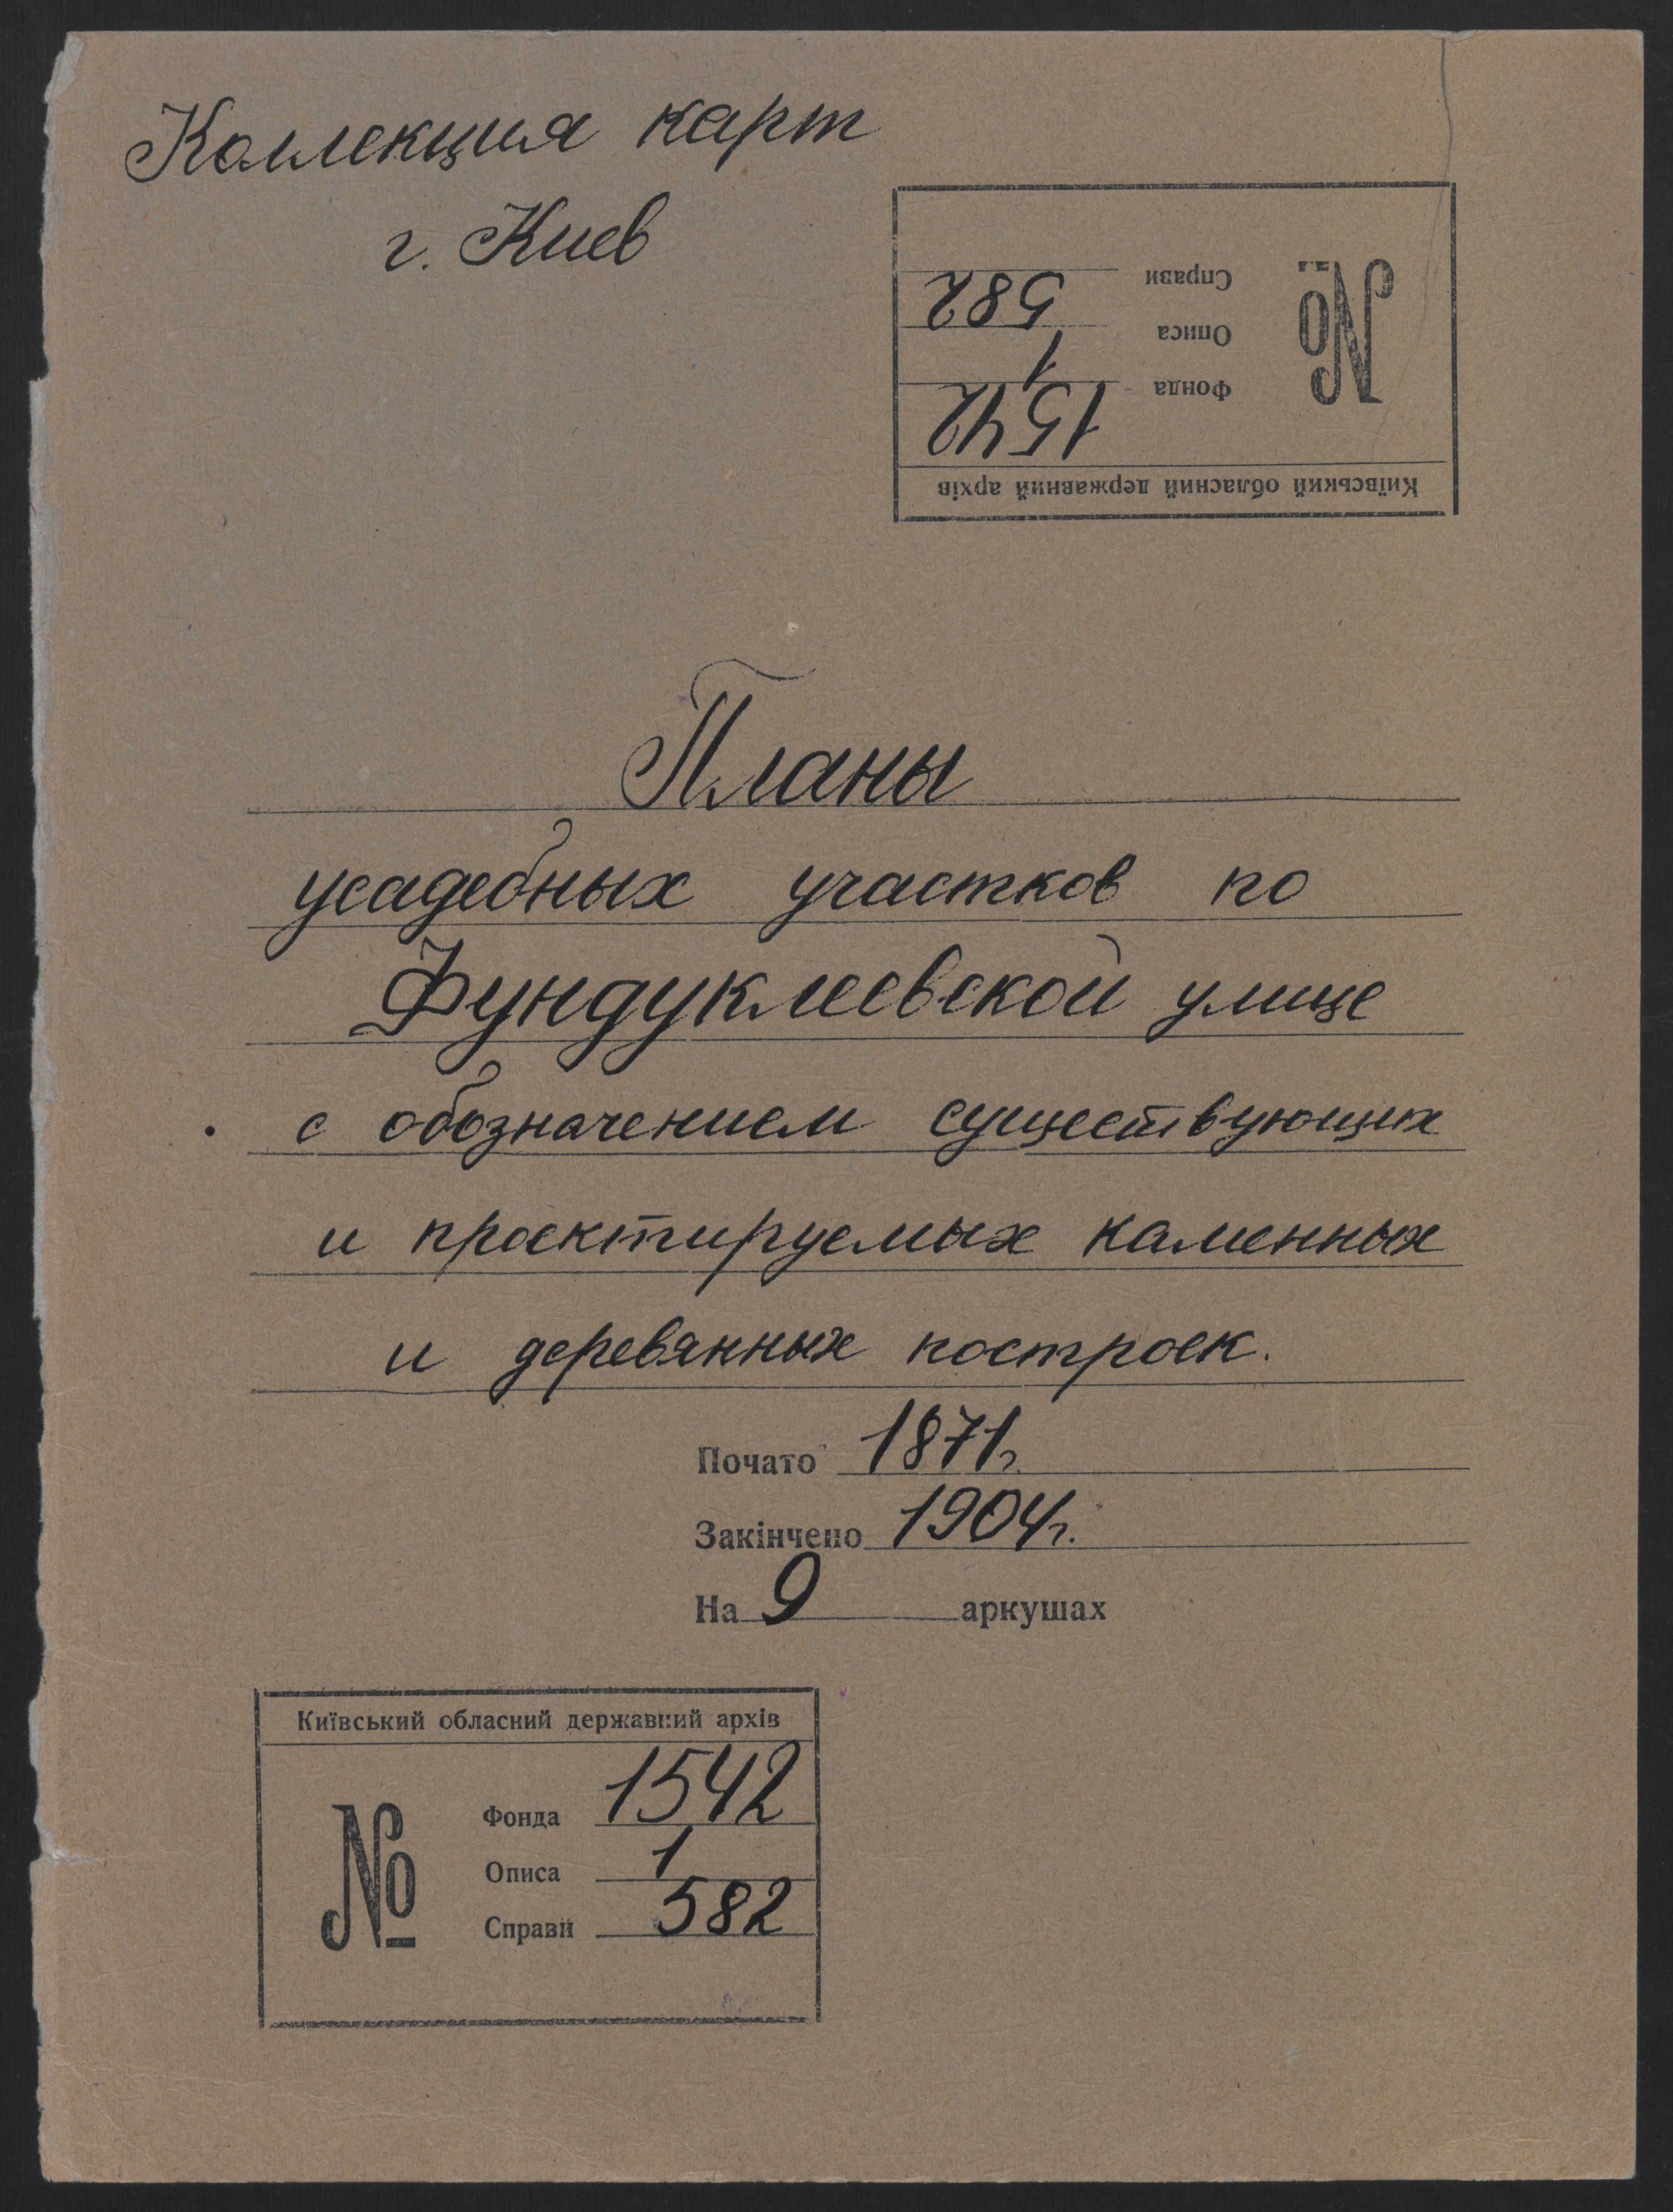 Коллекция карт
г. Киев
Київський обласний державний архів
№
Фонда 1542
Описа 1
Справи 582
Планы
усадебных участков по
Фундуклеевской улице
с обозначением существующих
и проектируемых каменных
и деревянных построек.
Почато 1871г.
Закінчено 1904г.
На 9 аркушах
Київський обласний державний архів
№
Фонда 1542
Описа 1
Справи 582